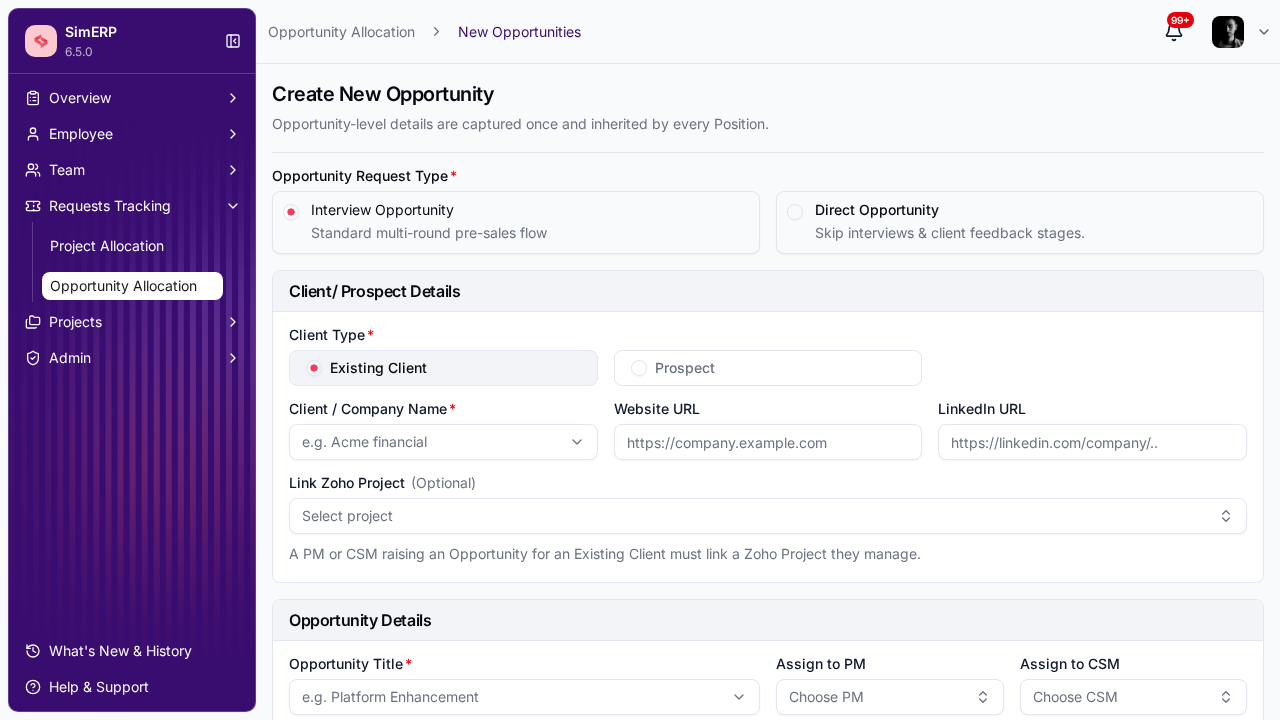 SimERP
6.5.0
Overview
Employee
Team
Requests Tracking
Project Allocation
Opportunity Allocation
Projects
Admin
What's New & History
Help & Support
Opportunity Allocation
New Opportunities
99+
Create New Opportunity
Opportunity-level details are captured once and inherited by every Position.
Opportunity Request Type*
Interview Opportunity
Standard multi-round pre-sales flow
Direct Opportunity
Skip interviews & client feedback stages.
Client/ Prospect Details
Client Type*
Existing Client
Prospect
Client / Company Name*
Website URL
LinkedIn URL
e.g. Acme financial
https://company.example.com
https://linkedin.com/company/..
Link Zoho Project (Optional)
Select project
A PM or CSM raising an Opportunity for an Existing Client must link a Zoho Project they manage.
Opportunity Details
Opportunity Title*
Assign to PM
Assign to CSM
e.g. Platform Enhancement
Choose PM
Choose CSM